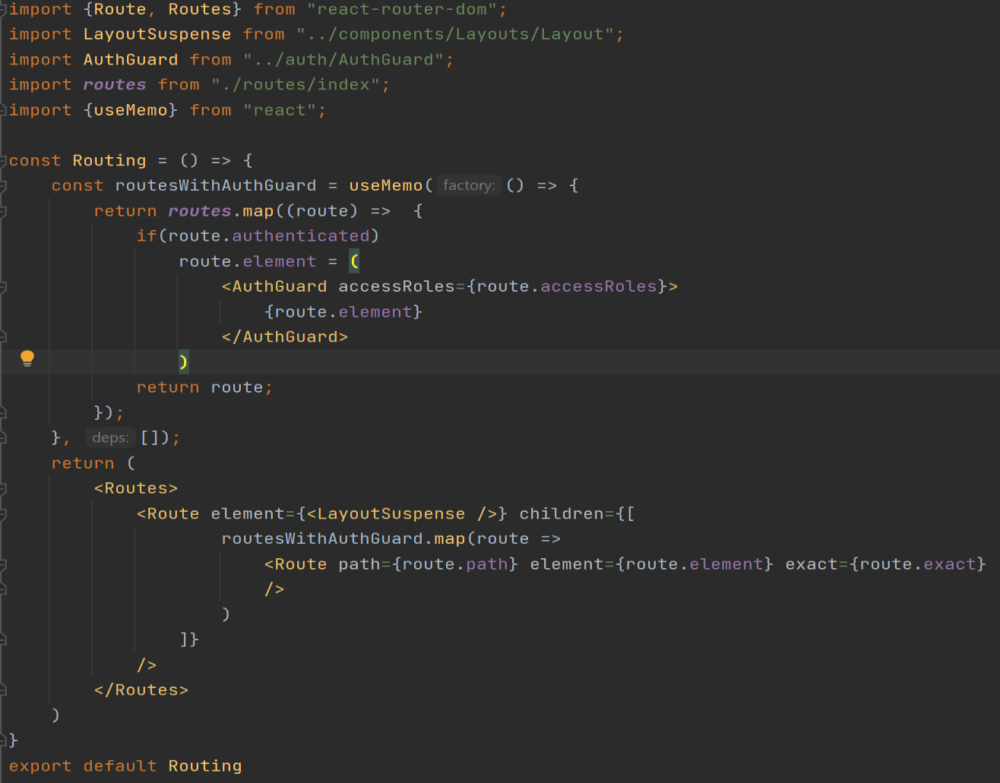 import {Route, Routes} from "react-router-dom";
import LayoutSuspense from "../components/Layouts/Layout";
import AuthGuard from "../auth/AuthGuard";
import routes from "./routes/index";
import {useMemo} from "react";

const Routing = () => {
    const routesWithAuthGuard = useMemo( factory: () => {
        return routes.map((route) =>  {
            if(route.authenticated)
                route.element = (
                    <AuthGuard accessRoles={route.accessRoles}>
                        {route.element}
                    </AuthGuard>
                )
            return route;
        });
    }, deps: []);
    return (
        <Routes>
            <Route element={<LayoutSuspense />} children={[
                    routesWithAuthGuard.map(route =>
                        <Route path={route.path} element={route.element} exact={route.exact}
                        />
                    )
                ]}
            />
        </Routes>
    )
}
export default Routing